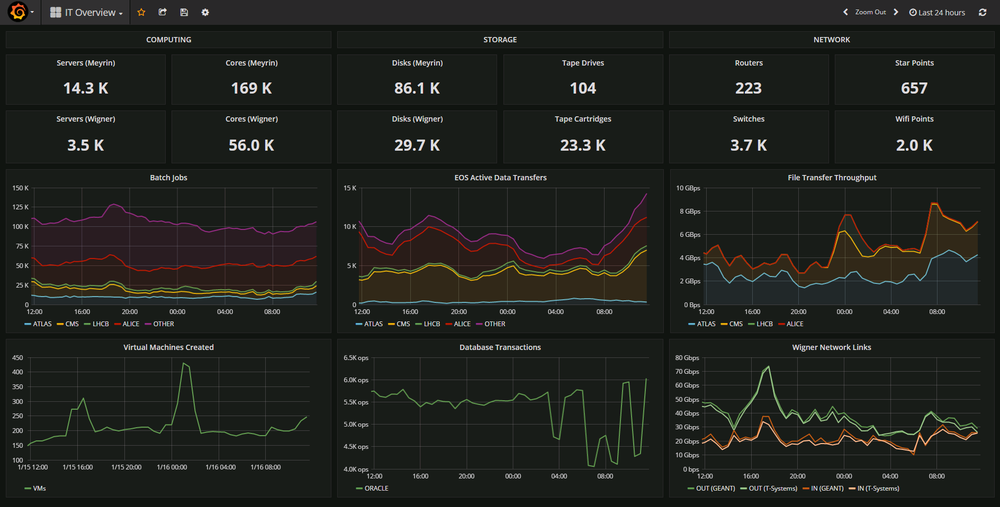 IT Overview
Zoom Out
Last 24 hours
COMPUTING
STORAGE
NETWORK
Servers (Meyrin)
14.3 K
Cores (Meyrin)
169 K
Disks (Meyrin)
86.1 K
Tape Drives
104
Routers
223
Star Points
657
Servers (Wigner)
3.5 K
Cores (Wigner)
56.0 K
Disks (Wigner)
29.7 K
Tape Cartridges
23.3 K
Switches
3.7 K
Wifi Points
2.0 K
Batch Jobs
150 K
125 K
100 K
75 K
50 K
25 K
0
12:00 16:00 20:00 00:00 04:00 08:00
ATLAS CMS LHCB ALICE OTHER
EOS Active Data Transfers
15 K
10 K
5 K
0
12:00 16:00 20:00 00:00 04:00 08:00
ATLAS CMS LHCB ALICE OTHER
File Transfer Throughput
10 GBps
8 GBps
6 GBps
4 GBps
2 GBps
0 Bps
12:00 16:00 20:00 00:00 04:00 08:00
ATLAS CMS LHCB ALICE
Virtual Machines Created
450
400
350
300
250
200
150
100
1/15 12:00 1/15 16:00 1/15 20:00 1/16 00:00 1/16 04:00 1/16 08:00
VMs
Database Transactions
6.5K ops
6.0K ops
5.5K ops
5.0K ops
4.5K ops
4.0K ops
12:00 16:00 20:00 00:00 04:00 08:00
ORACLE
Wigner Network Links
80 Gbps
70 Gbps
60 Gbps
50 Gbps
40 Gbps
30 Gbps
20 Gbps
10 Gbps
0 bps
12:00 16:00 20:00 00:00 04:00 08:00
OUT (GEANT) OUT (T-Systems) IN (GEANT) IN (T-Systems)